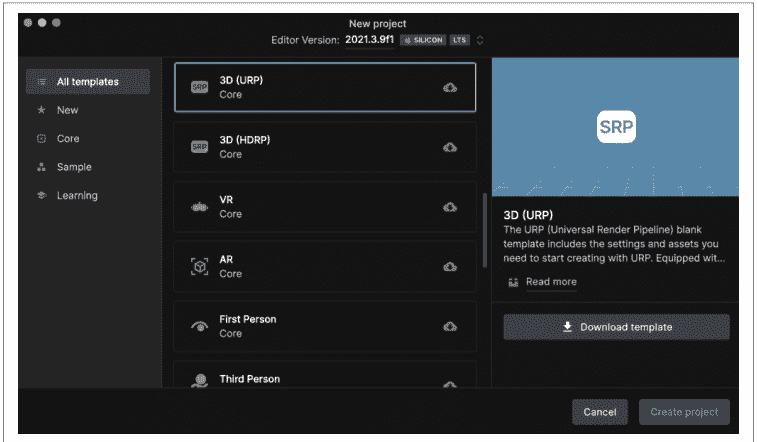 New project
Editor Version: 2021.3.9f1 SILICON LTS
All templates
New
Core
Sample
Learning
SRP
3D (URP)
Core
SRP
3D (HDRP)
Core
VR
Core
AR
Core
First Person
Core
Third Person
SRP
3D (URP)
The URP (Universal Render Pipeline) blank
template includes the settings and assets you
need to start creating with URP. Equipped wit...
Read more
Download template
Cancel
Create project